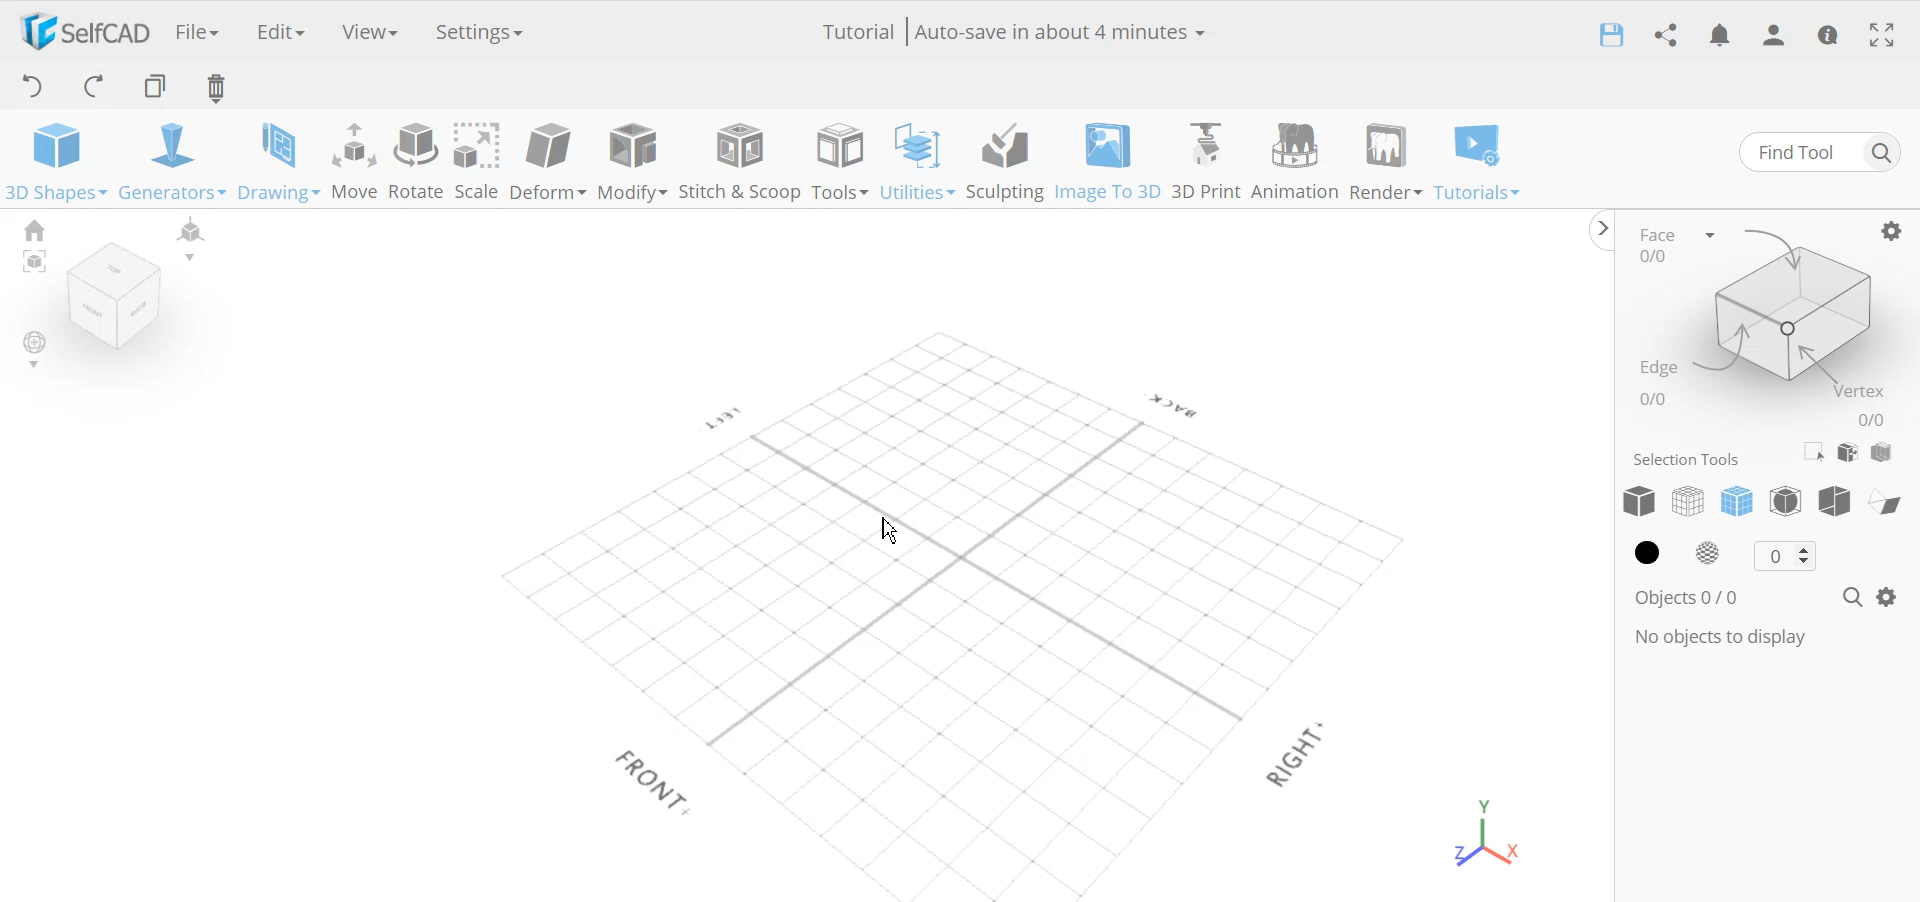 SelfCAD File Edit View Settings Tutorial Auto-save in about 4 minutes
3D Shapes Generators Drawing Move Rotate Scale Deform Modify Stitch & Scoop Tools Utilities Sculpting Image To 3D 3D Print Animation Render Tutorials
Find Tool
TOP
FRONT RIGHT
LEFT
BACK
FRONT+
RIGHT+
Y
Z X
Face
0/0
Edge
0/0
Vertex
0/0
Selection Tools
0
Objects 0 / 0
No objects to display